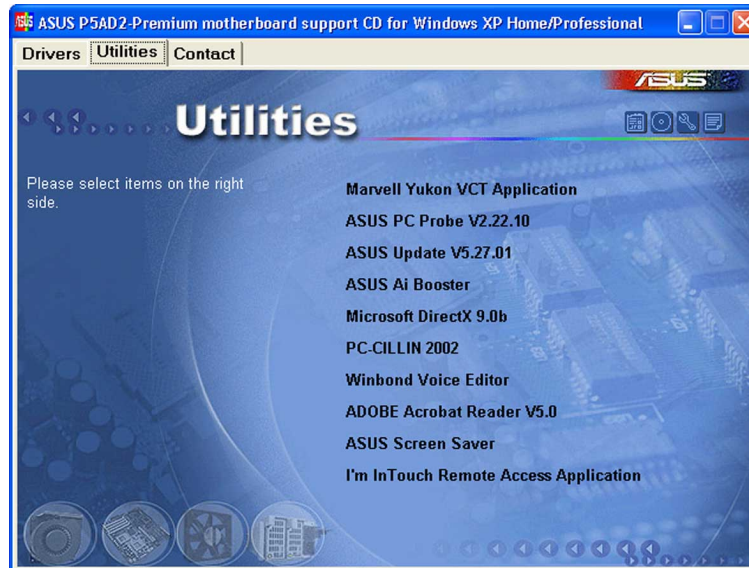 ASUS P5AD2-Premium motherboard support CD for Windows XP Home/Professional
Drivers Utilities Contact
ASUS
Utilities
Please select items on the right
side.
Marvell Yukon VCT Application
ASUS PC Probe V2.22.10
ASUS Update V5.27.01
ASUS Ai Booster
Microsoft DirectX 9.0b
PC-CILLIN 2002
Winbond Voice Editor
ADOBE Acrobat Reader V5.0
ASUS Screen Saver
I'm InTouch Remote Access Application